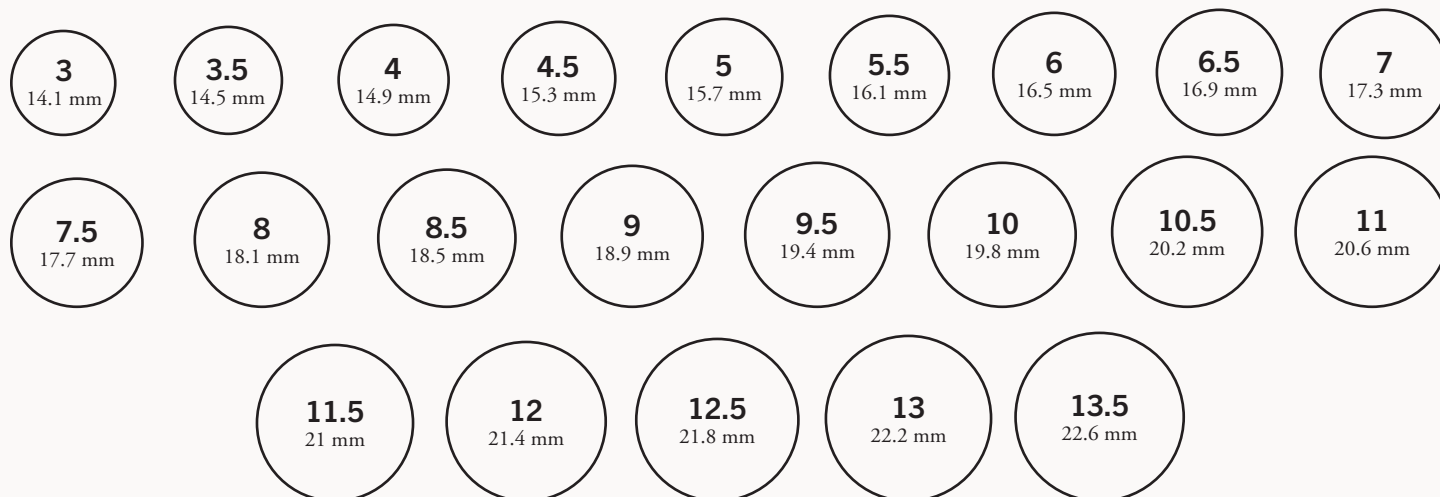 3
14.1 mm
3.5
14.5 mm
4
14.9 mm
4.5
15.3 mm
5
15.7 mm
5.5
16.1 mm
6
16.5 mm
6.5
16.9 mm
7
17.3 mm
7.5
17.7 mm
8
18.1 mm
8.5
18.5 mm
9
18.9 mm
9.5
19.4 mm
10
19.8 mm
10.5
20.2 mm
11
20.6 mm
11.5
21 mm
12
21.4 mm
12.5
21.8 mm
13
22.2 mm
13.5
22.6 mm